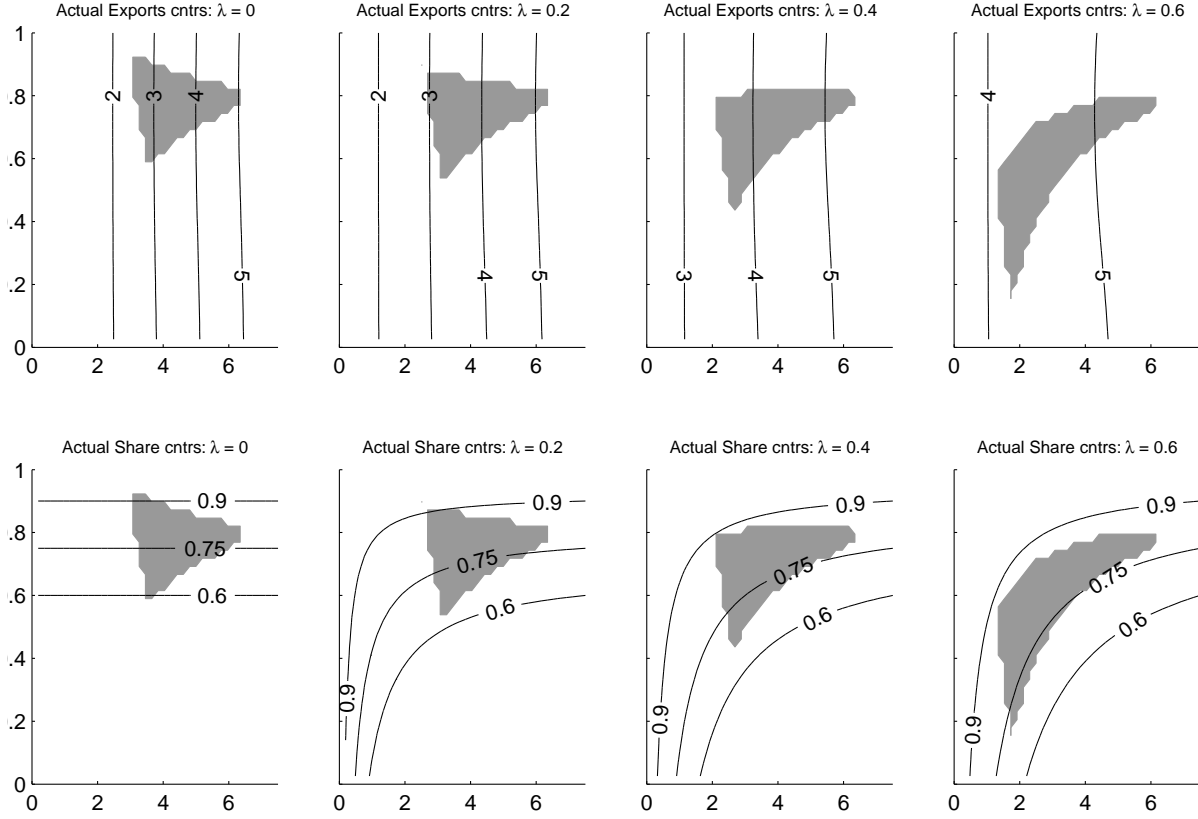 Actual Exports cntrs: λ = 0
Actual Exports cntrs: λ = 0.2
Actual Exports cntrs: λ = 0.4
Actual Exports cntrs: λ = 0.6
1
.8
.6
.4
.2
0
2
3
4
5
0 2 4 6
2
3
4
5
0 2 4 6
3
4
5
0 2 4 6
4
5
0 2 4 6
Actual Share cntrs: λ = 0
Actual Share cntrs: λ = 0.2
Actual Share cntrs: λ = 0.4
Actual Share cntrs: λ = 0.6
1
.8
.6
.4
.2
0
0.9
0.75
0.6
0 2 4 6
0.9
0.75
0.6
0.9
0 2 4 6
0.9
0.75
0.6
0.9
0 2 4 6
0.9
0.75
0.6
0.9
0 2 4 6